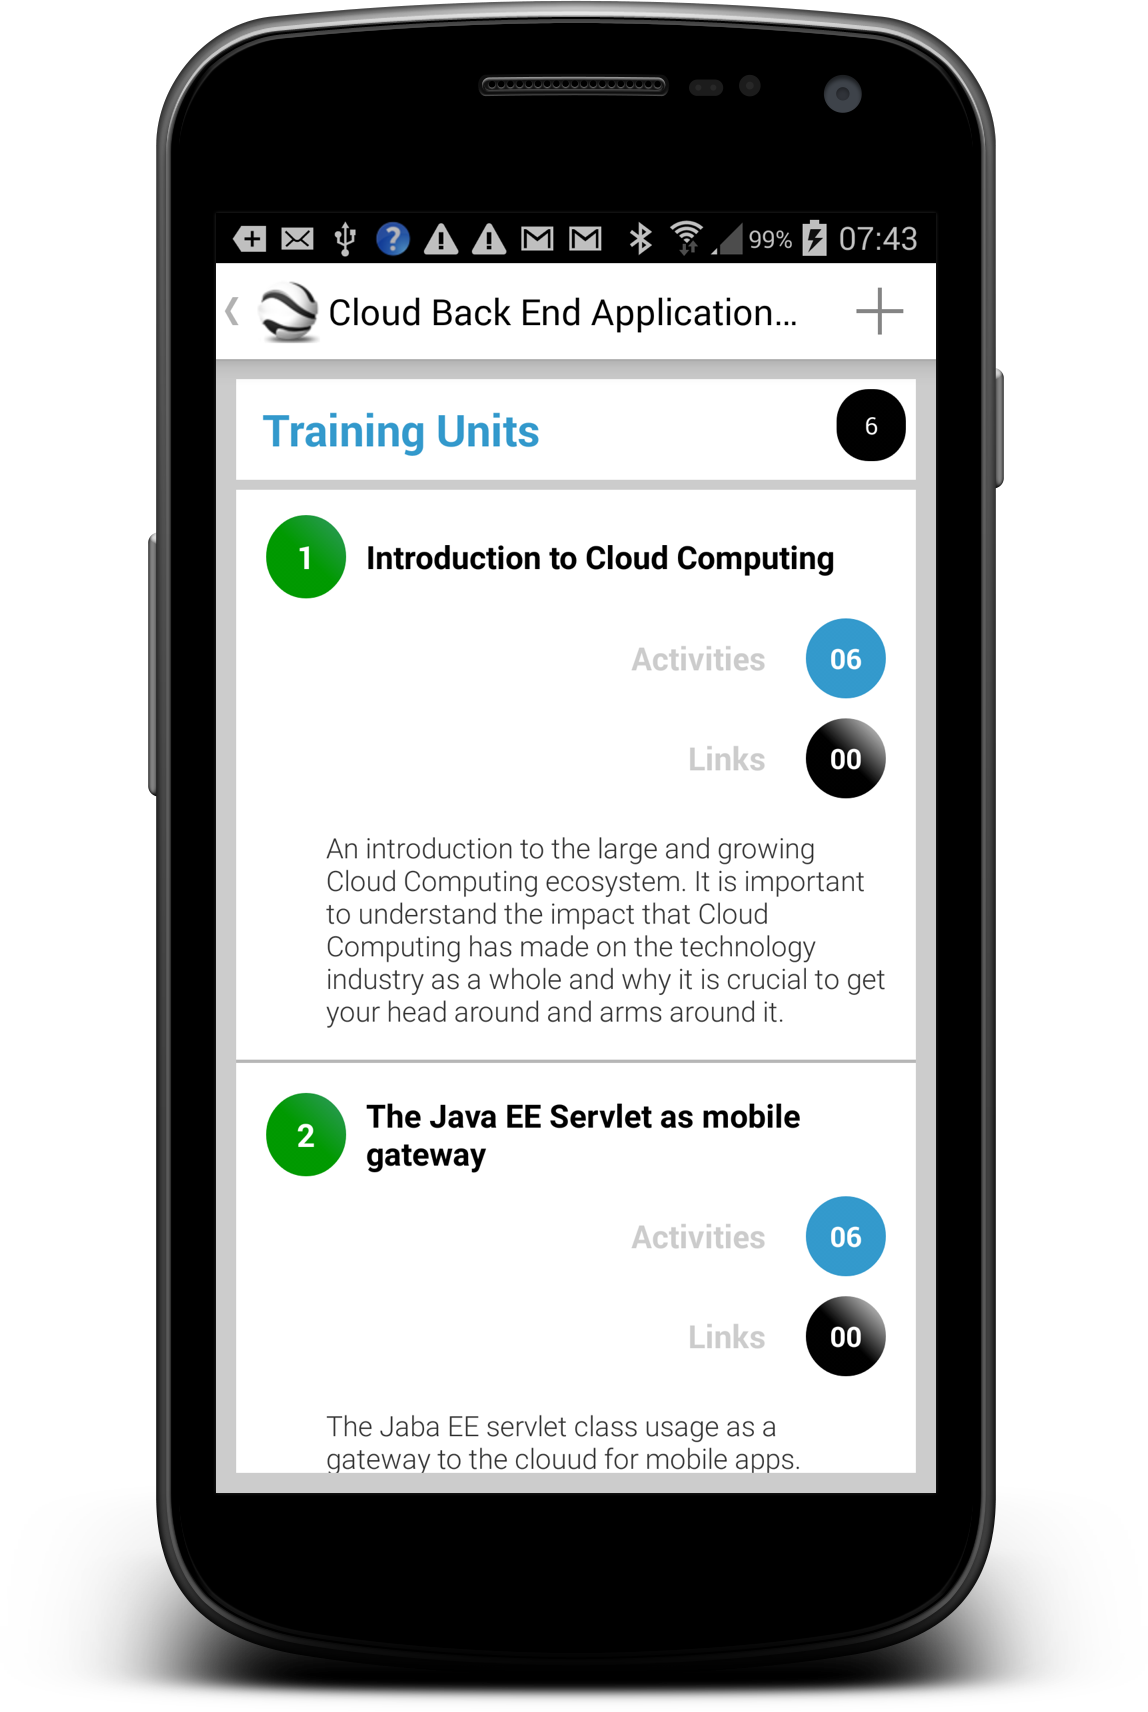 99% 07:43
Cloud Back End Application...
Training Units 6
1 Introduction to Cloud Computing
Activities 06
Links 00
An introduction to the large and growing
Cloud Computing ecosystem. It is important
to understand the impact that Cloud
Computing has made on the technology
industry as a whole and why it is crucial to get
your head around and arms around it.
2 The Java EE Servlet as mobile
gateway
Activities 06
Links 00
The Jaba EE servlet class usage as a
gateway to the clouud for mobile apps.